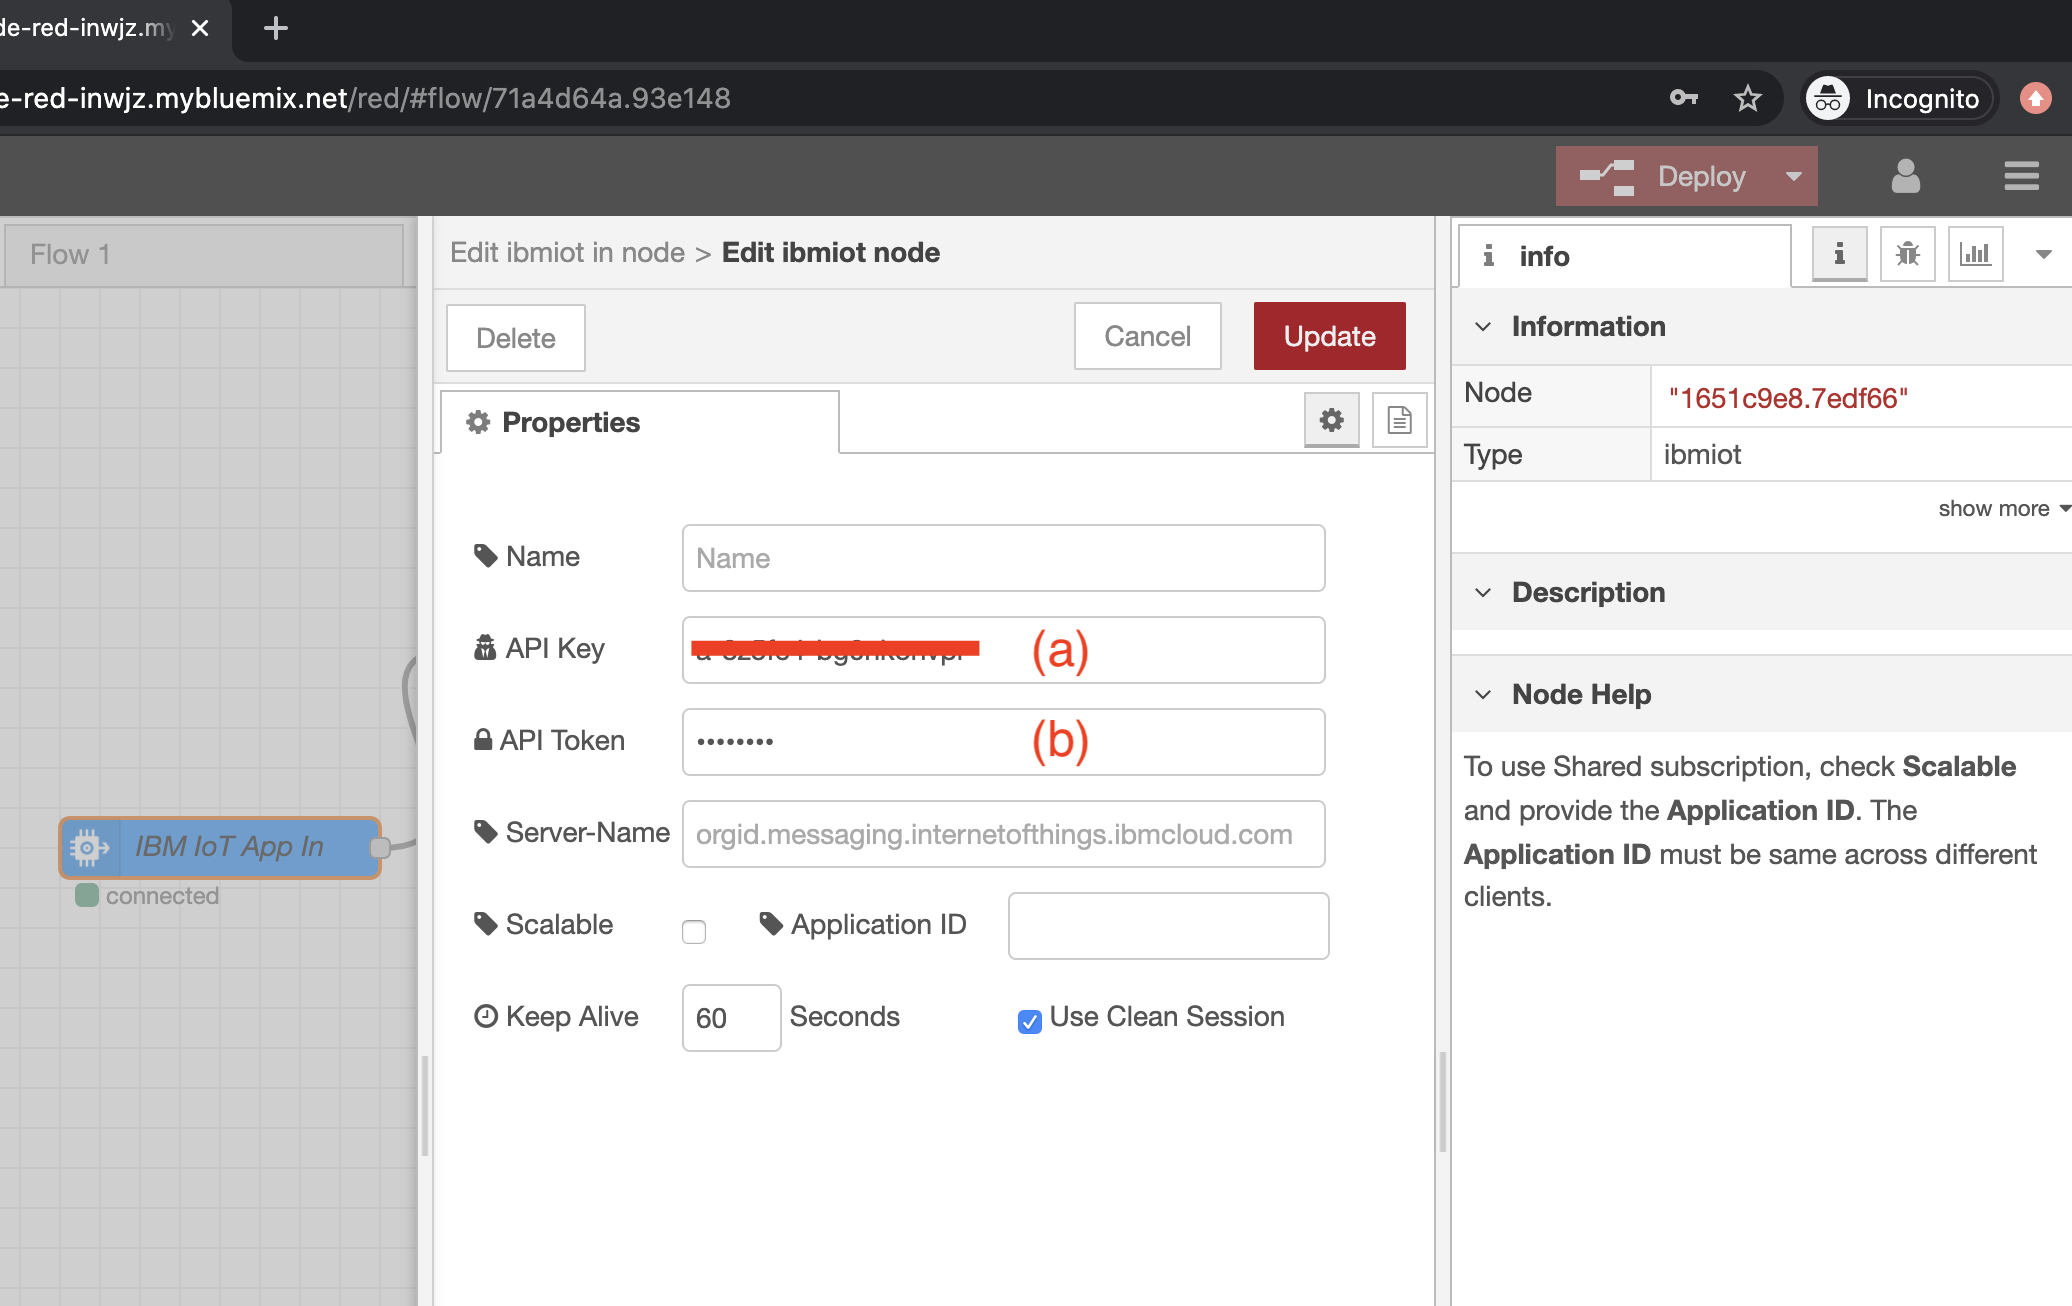 de-red-inwjz.my
e-red-inwjz.mybluemix.net/red/#flow/71a4d64a.93e148
Incognito
Deploy
Flow 1
Edit ibmiot in node > Edit ibmiot node
info
Delete
Cancel
Update
Information
Properties
Node
"1651c9e8.7edf66"
Type
ibmiot
show more
Name
Name
Description
API Key
(a)
Node Help
API Token
••••••••
(b)
To use Shared subscription, check Scalable
and provide the Application ID. The
Application ID must be same across different
clients.
Server-Name
orgid.messaging.internetofthings.ibmcloud.com
IBM IoT App In
connected
Scalable
Application ID
Keep Alive
60
Seconds
Use Clean Session